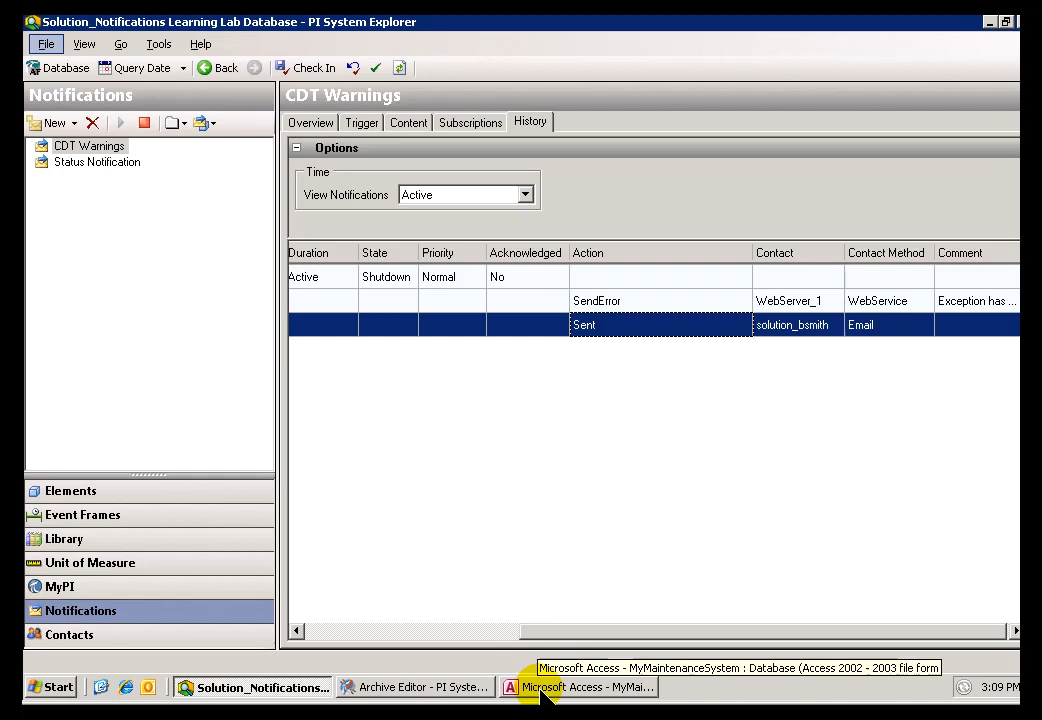 Solution_Notifications Learning Lab Database - PI System Explorer
File View Go Tools Help
Database Query Date Back Check In
Notifications
New
CDT Warnings
Status Notification
Elements
Event Frames
Library
Unit of Measure
MyPI
Notifications
Contacts
CDT Warnings
Overview Trigger Content Subscriptions History
Options
Time
View Notifications Active
Duration State Priority Acknowledged Action Contact Contact Method Comment
Active Shutdown Normal No
SendError WebServer_1 WebService Exception has ...
Sent solution_bsmith Email
Microsoft Access - MyMaintenanceSystem : Database (Access 2002 - 2003 file form
Start Solution_Notifications... Archive Editor - PI Syste... Microsoft Access - MyMai... 3:09 PM